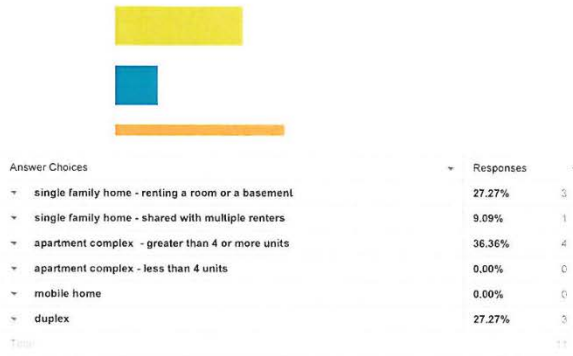 Answer Choices Responses
single family home - renting a room or a basement 27.27% 3
single family home - shared with multiple renters 9.09% 1
apartment complex - greater than 4 or more units 36.36% 4
apartment complex - less than 4 units 0.00% 0
mobile home 0.00% 0
duplex 27.27% 3
Total 11